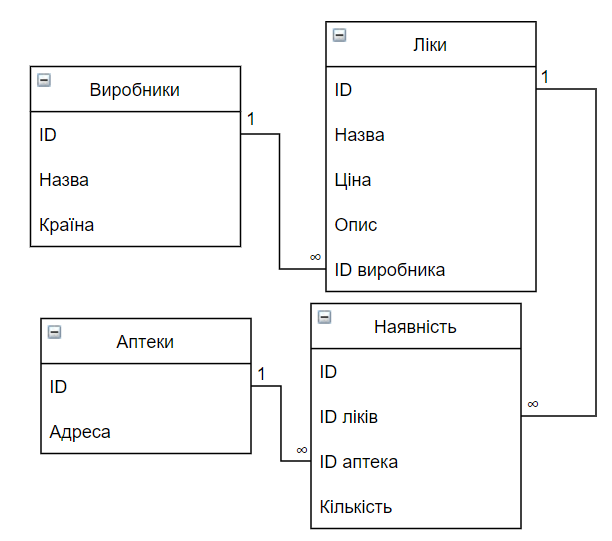 Виробники
ID
Назва
Країна
1
∞
Ліки
ID
Назва
Ціна
Опис
ID виробника
1
∞
Аптеки
ID
Адреса
1
∞
Наявність
ID
ID ліків
ID аптека
Кількість